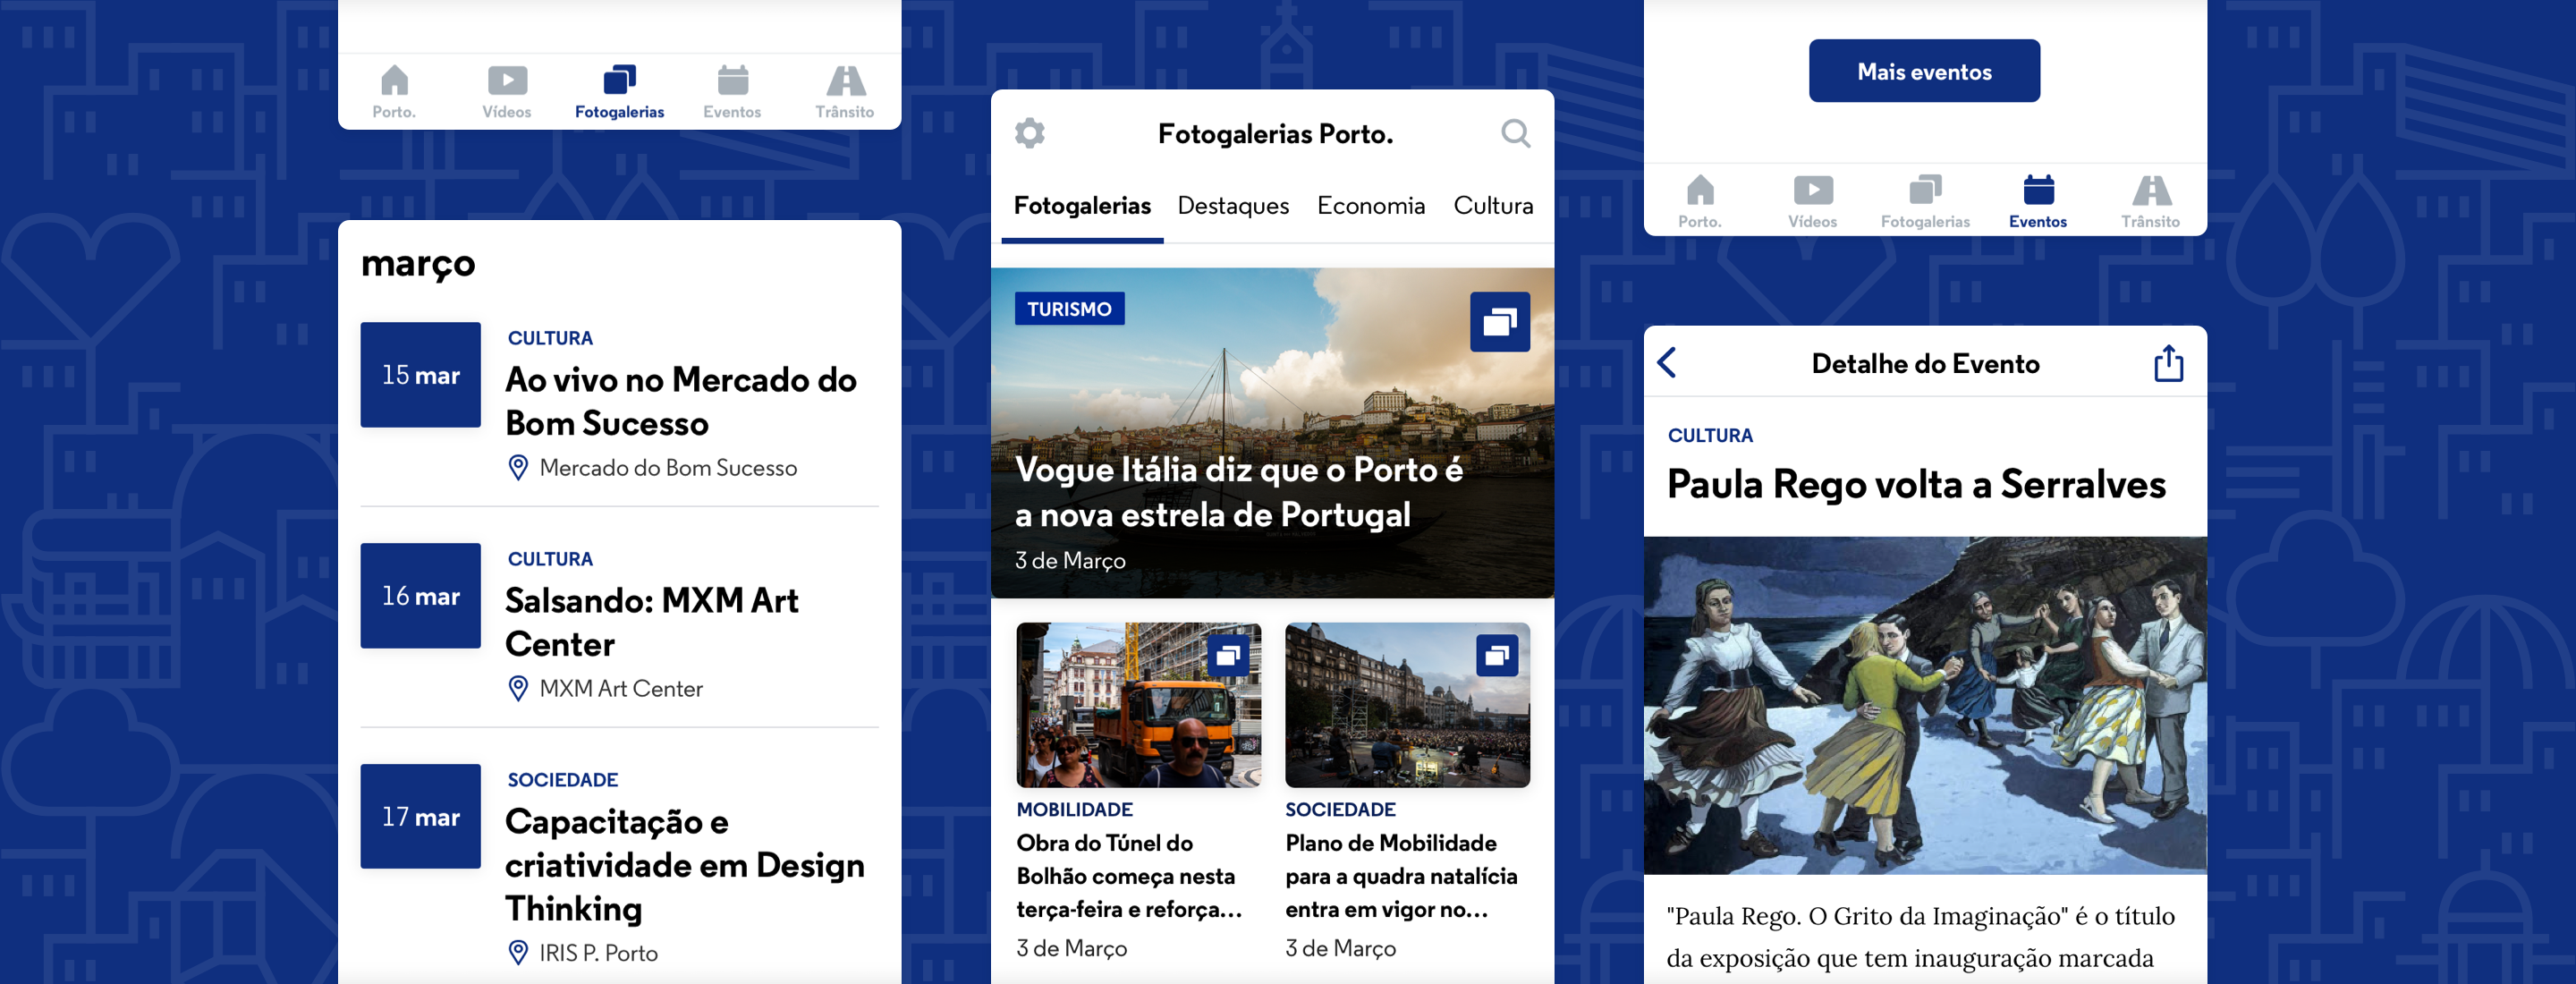 Porto.
Vídeos
Fotogalerias
Eventos
Trânsito
março
15 mar
CULTURA
Ao vivo no Mercado do
Bom Sucesso
Mercado do Bom Sucesso
16 mar
CULTURA
Salsando: MXM Art
Center
MXM Art Center
17 mar
SOCIEDADE
Capacitação e
criatividade em Design
Thinking
IRIS P. Porto
Fotogalerias Porto.
Fotogalerias
Destaques
Economia
Cultura
TURISMO
Vogue Itália diz que o Porto é
a nova estrela de Portugal
3 de Março
MOBILIDADE
Obra do Túnel do
Bolhão começa nesta
terça-feira e reforça...
3 de Março
SOCIEDADE
Plano de Mobilidade
para a quadra natalícia
entra em vigor no...
3 de Março
Mais eventos
Porto.
Vídeos
Fotogalerias
Eventos
Trânsito
Detalhe do Evento
CULTURA
Paula Rego volta a Serralves
"Paula Rego. O Grito da Imaginação" é o título
da exposição que tem inauguração marcada